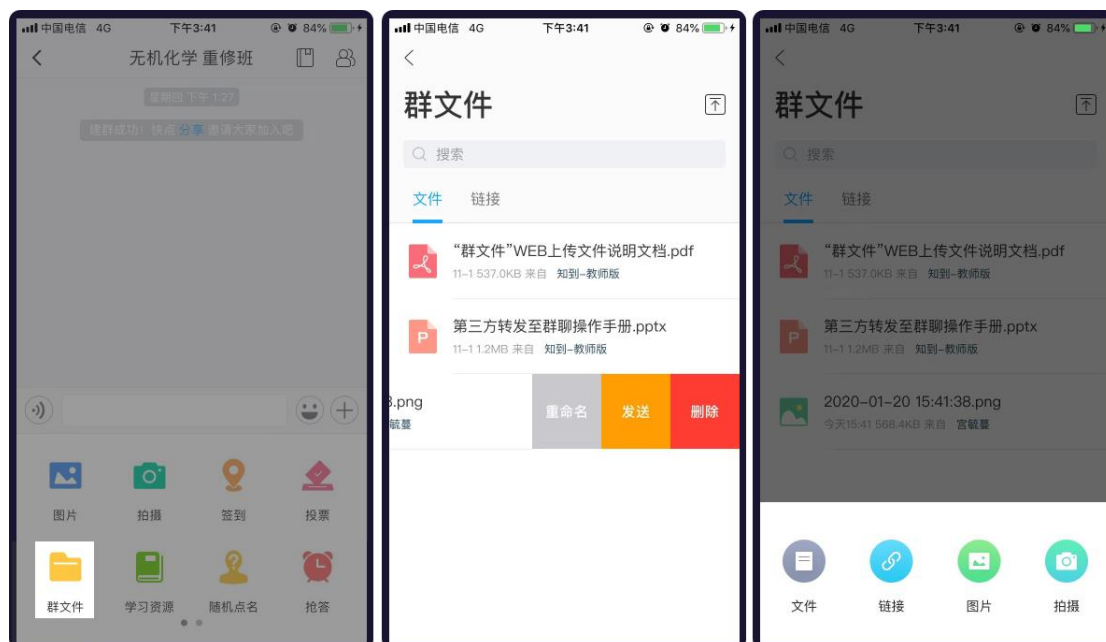 中国电信 4G 下午3:41 84%
无机化学 重修班
星期四 下午 1:27
建群成功！快点 分享 邀请大家加入吧
图片 拍摄 签到 投票
群文件 学习资源 随机点名 抢答
中国电信 4G 下午3:41 84%
群文件
搜索
文件 链接
“群文件”WEB上传文件说明文档.pdf
11-1 537.0KB 来自 知到-教师版
第三方转发至群聊操作手册.pptx
11-1 1.2MB 来自 知到-教师版
8.png
宫毓蔓
重命名 发送 删除
中国电信 4G 下午3:41 84%
群文件
搜索
文件 链接
“群文件”WEB上传文件说明文档.pdf
11-1 537.0KB 来自 知到-教师版
第三方转发至群聊操作手册.pptx
11-1 1.2MB 来自 知到-教师版
2020-01-20 15:41:38.png
今天15:41 568.4KB 来自 宫毓蔓
文件 链接 图片 拍摄